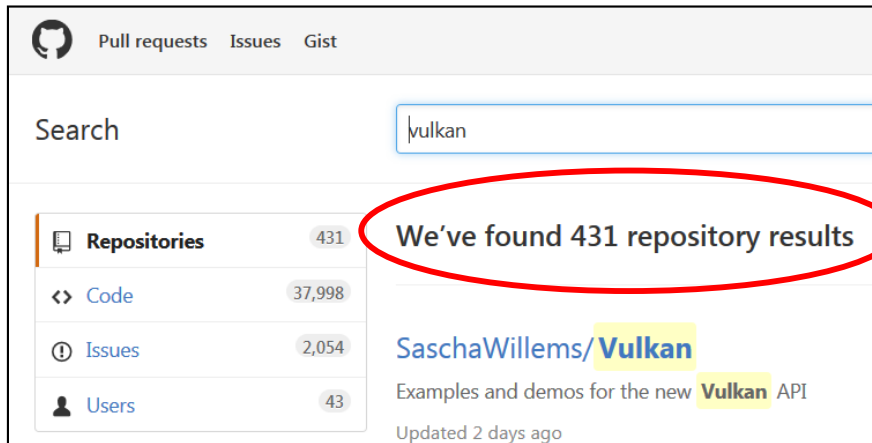 Pull requests Issues Gist
Search
vulkan
Repositories 431
Code 37,998
Issues 2,054
Users 43
We've found 431 repository results
SaschaWillems/Vulkan
Examples and demos for the new Vulkan API
Updated 2 days ago